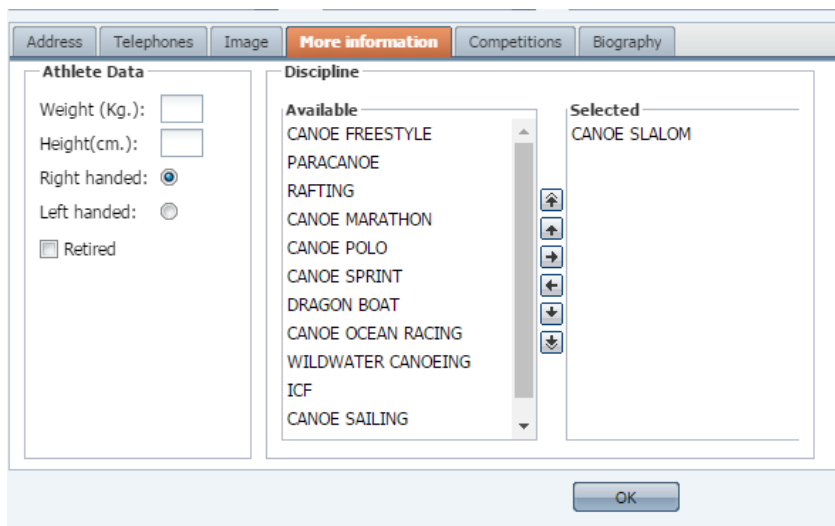 Address Telephones Image More information Competitions Biography
Athlete Data
Weight (Kg.):
Height(cm.):
Right handed:
Left handed:
Retired
Discipline
Available
CANOE FREESTYLE
PARACANOE
RAFTING
CANOE MARATHON
CANOE POLO
CANOE SPRINT
DRAGON BOAT
CANOE OCEAN RACING
WILDWATER CANOEING
ICF
CANOE SAILING
Selected
CANOE SLALOM
OK